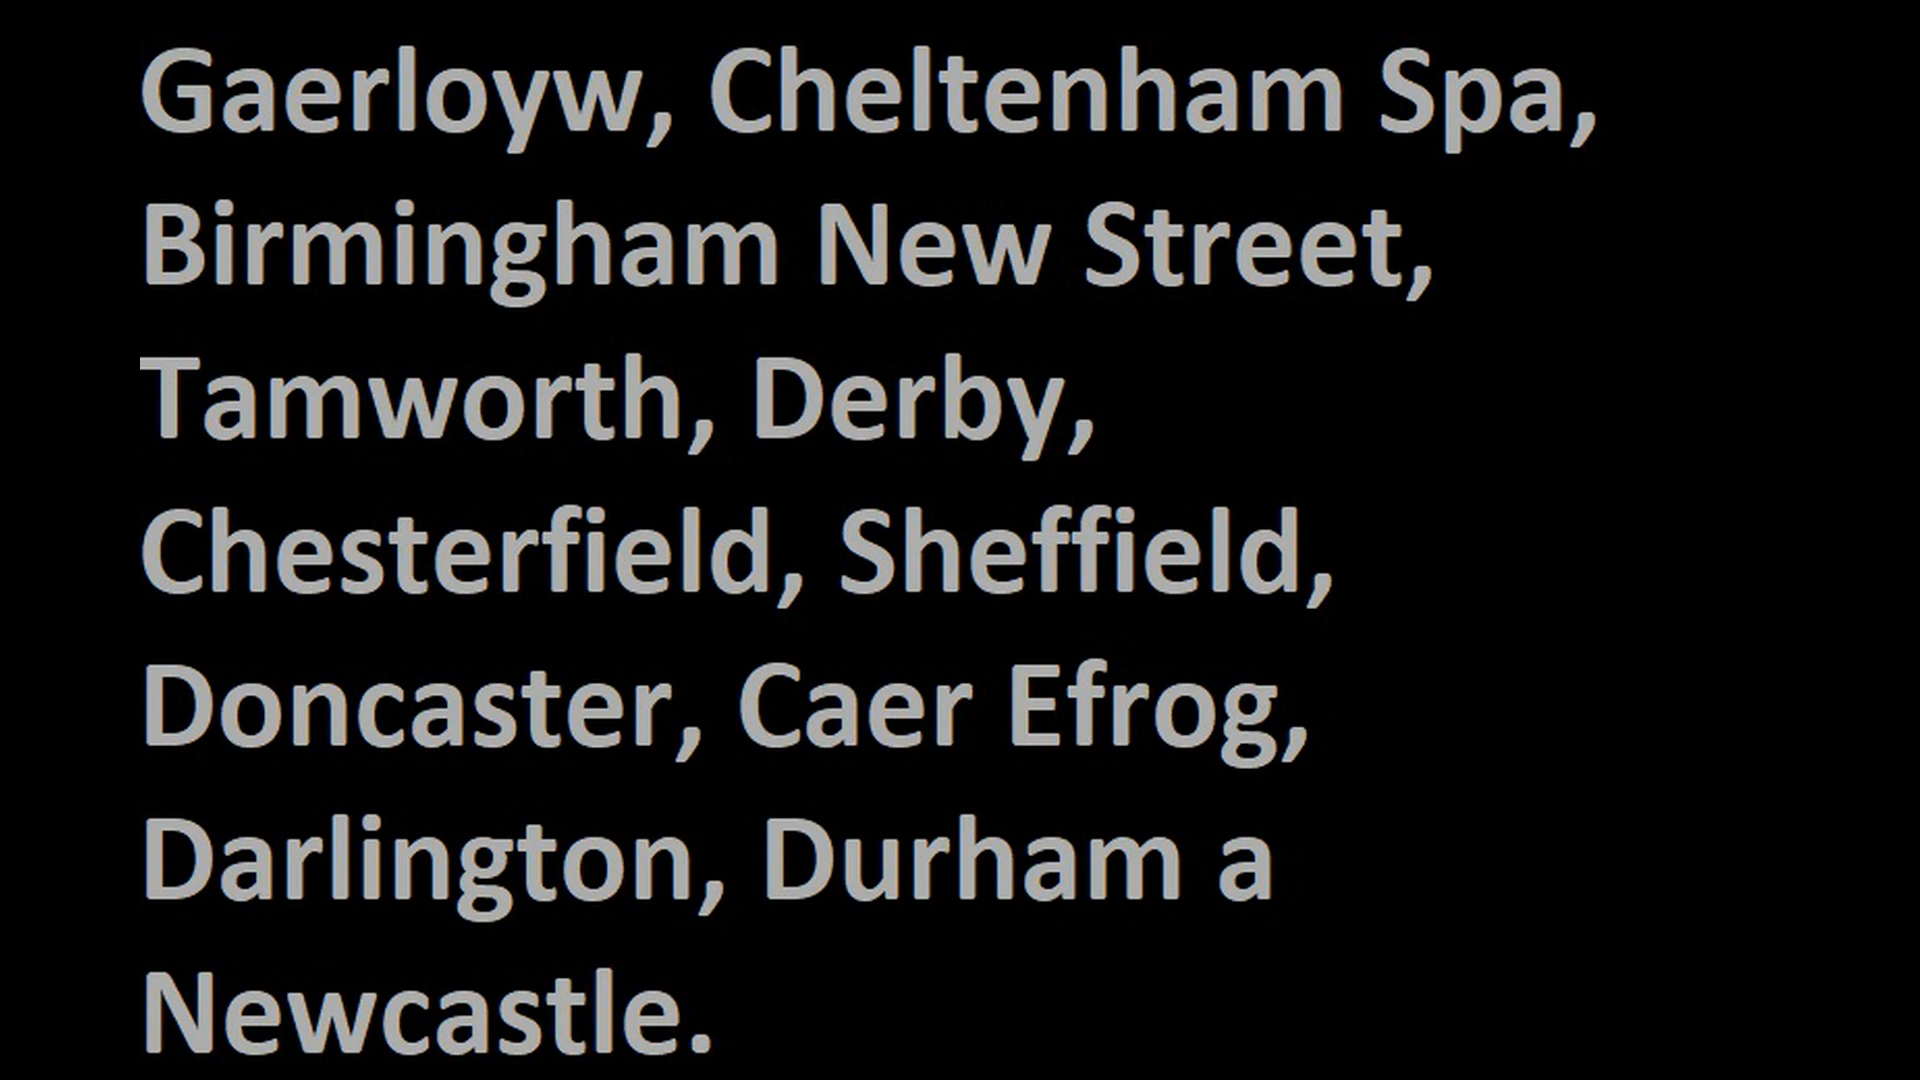 Gaerloyw, Cheltenham Spa,
Birmingham New Street,
Tamworth, Derby,
Chesterfield, Sheffield,
Doncaster, Caer Efrog,
Darlington, Durham a
Newcastle.